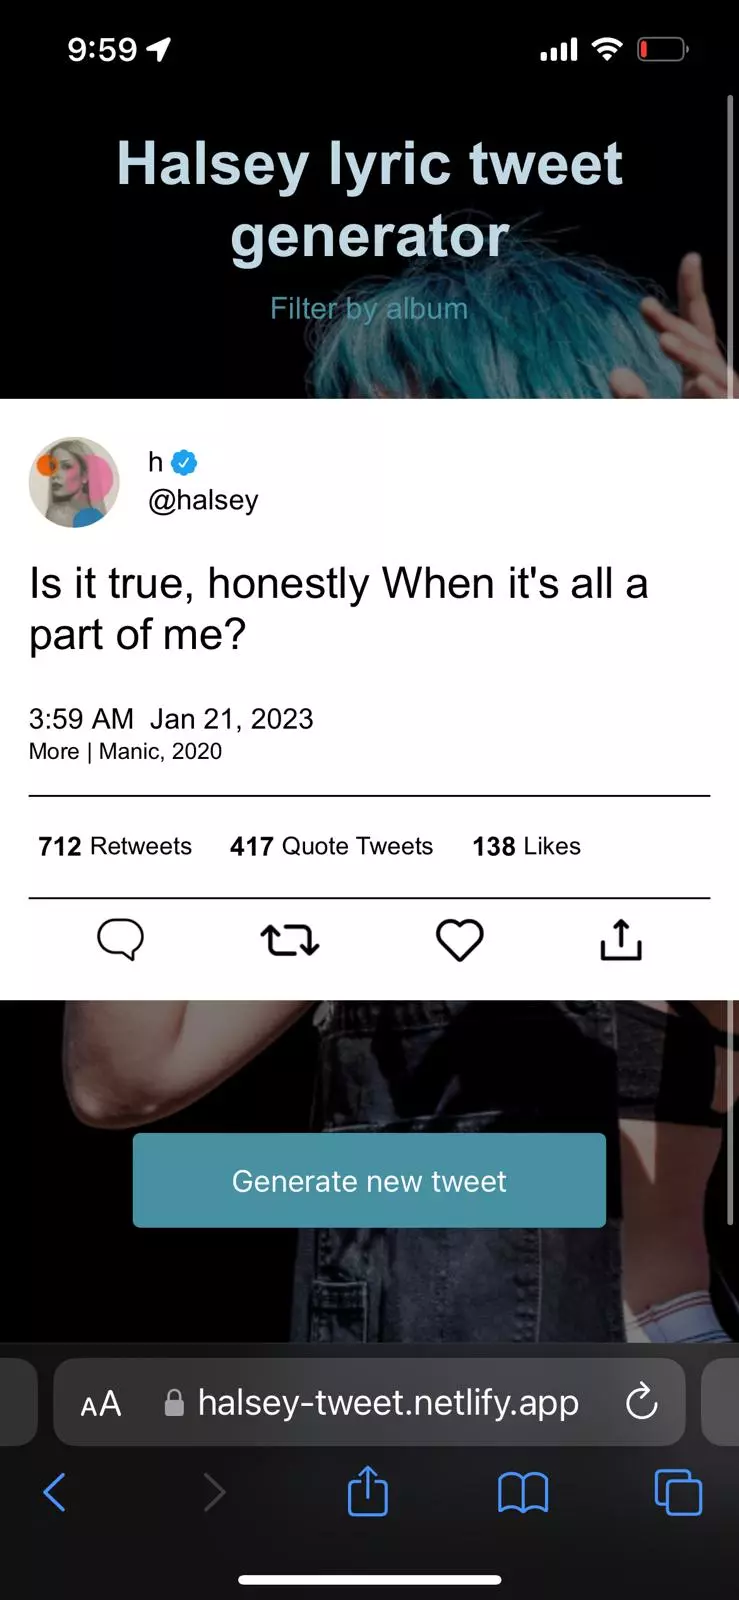 9:59
Halsey lyric tweet
generator
Filter by album
h
@halsey
Is it true, honestly When it's all a
part of me?
3:59 AM  Jan 21, 2023
More | Manic, 2020
712 Retweets 417 Quote Tweets 138 Likes
Generate new tweet
AA halsey-tweet.netlify.app